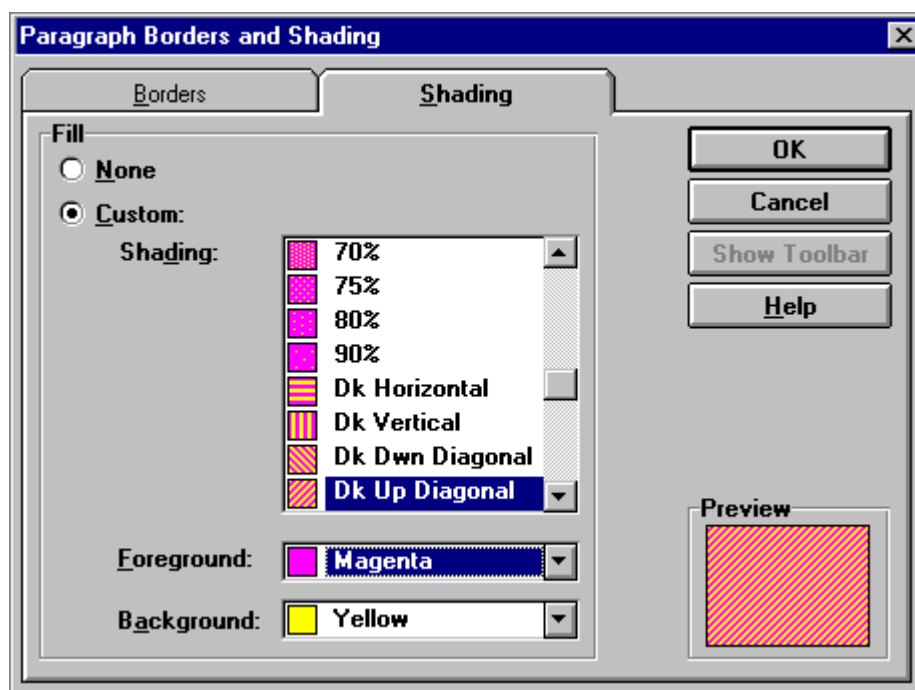 Paragraph Borders and Shading
Borders
Shading
Fill
None
Custom:
Shading:
70%
75%
80%
90%
Dk Horizontal
Dk Vertical
Dk Dwn Diagonal
Dk Up Diagonal
Foreground:
Magenta
Background:
Yellow
OK
Cancel
Show Toolbar
Help
Preview